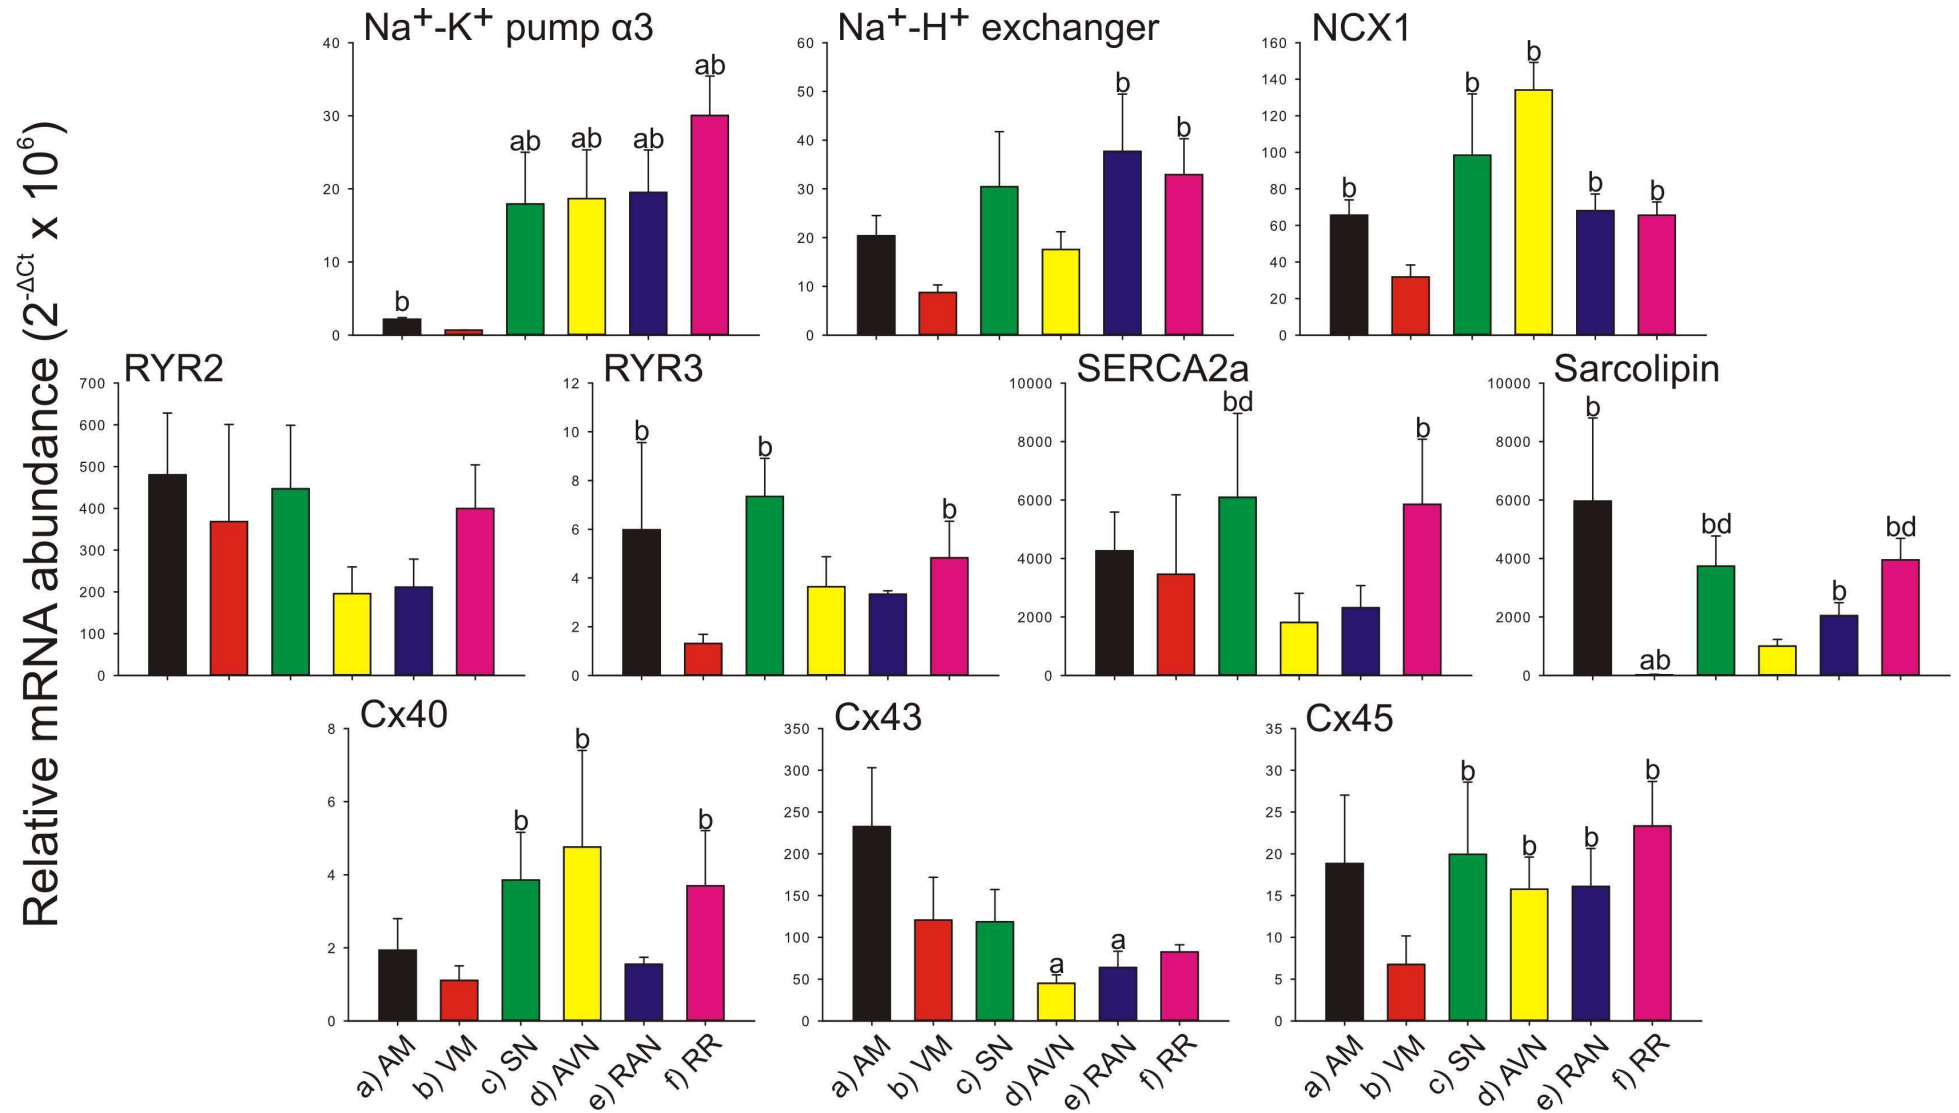 Relative mRNA abundance (2^-ΔCt x 10^6)
Na+-K+ pump α3
40
30
20
10
0
b
ab
ab
ab
ab
Na+-H+ exchanger
60
50
40
30
20
10
0
b
b
NCX1
160
140
120
100
80
60
40
20
0
b
b
b
b
b
RYR2
700
600
500
400
300
200
100
0
RYR3
12
10
8
6
4
2
0
b
b
b
SERCA2a
10000
8000
6000
4000
2000
0
bd
b
Sarcolipin
10000
8000
6000
4000
2000
0
b
ab
bd
b
bd
Cx40
8
6
4
2
0
b
b
b
a) AM
b) VM
c) SN
d) AVN
e) RAN
f) RR
Cx43
350
300
250
200
150
100
50
0
a
a
a) AM
b) VM
c) SN
d) AVN
e) RAN
f) RR
Cx45
35
30
25
20
15
10
5
0
b
b
b
b
a) AM
b) VM
c) SN
d) AVN
e) RAN
f) RR